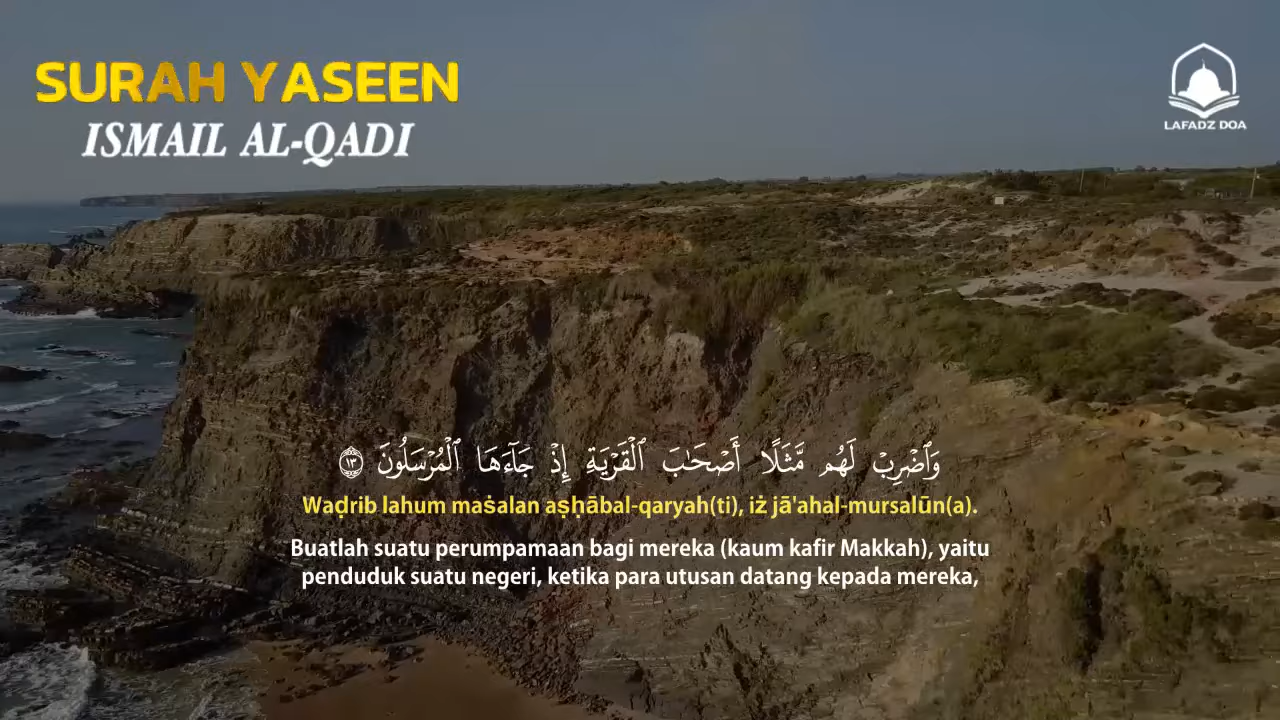 SURAH YASEEN
ISMAIL AL-QADI
LAFADZ DOA
وَٱضْرِبْ لَهُم مَّثَلًا أَصْحَٰبَ ٱلْقَرْيَةِ إِذْ جَآءَهَا ٱلْمُرْسَلُونَ ١٣
Waḍrib lahum maṡalan aṣḥābal-qaryah(ti), iż jā'ahal-mursalūn(a).
Buatlah suatu perumpamaan bagi mereka (kaum kafir Makkah), yaitu
penduduk suatu negeri, ketika para utusan datang kepada mereka,